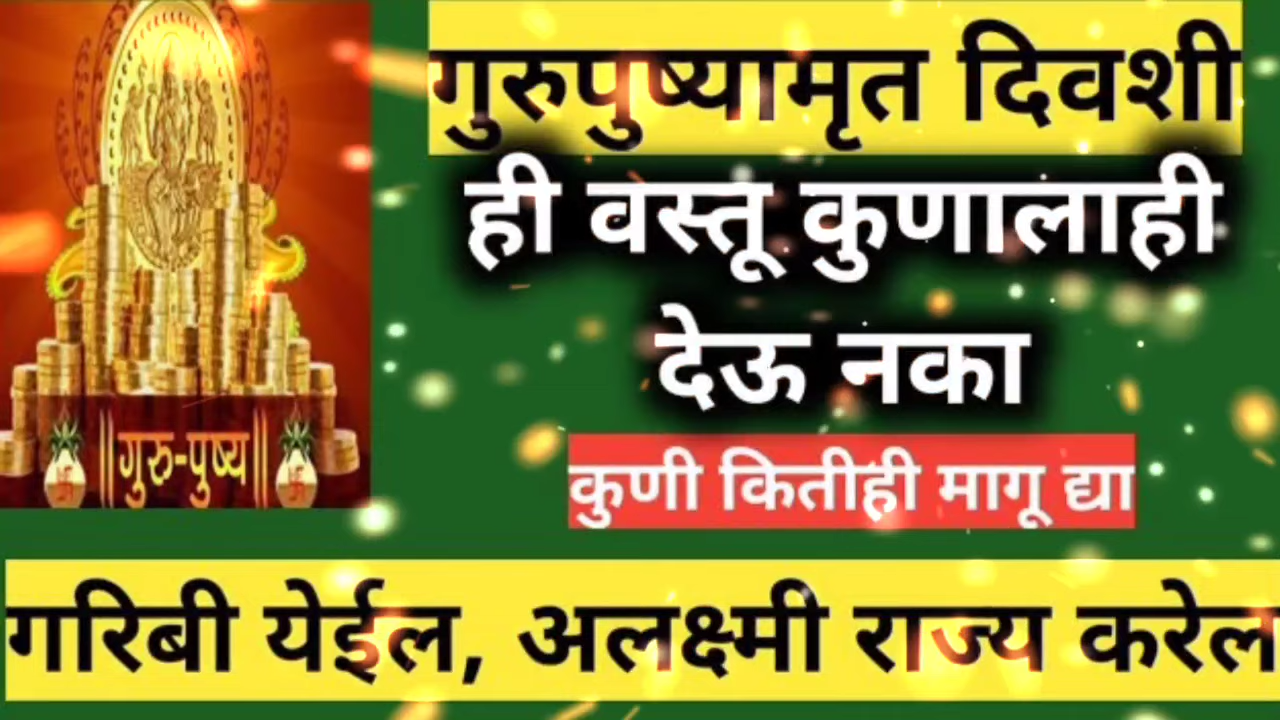 गुरुपुष्यामृत दिवशी
ही वस्तू कुणालाही
देऊ नका
कुणी कितीही मागू द्या
॥गुरु-पुष्य॥
गरिबी येईल, अलक्ष्मी राज्य करेल